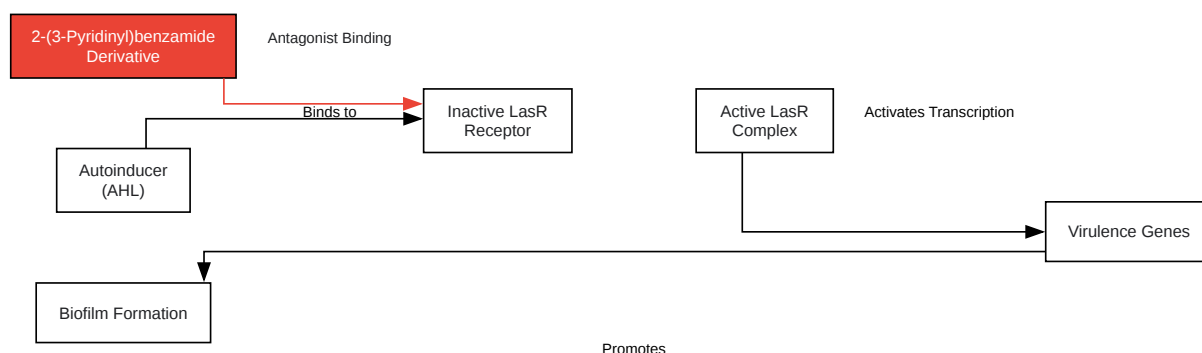 2-(3-Pyridinyl)benzamide
Derivative
Antagonist Binding
Binds to
Inactive LasR
Receptor
Active LasR
Complex
Activates Transcription
Autoinducer
(AHL)
Virulence Genes
Biofilm Formation
Promotes